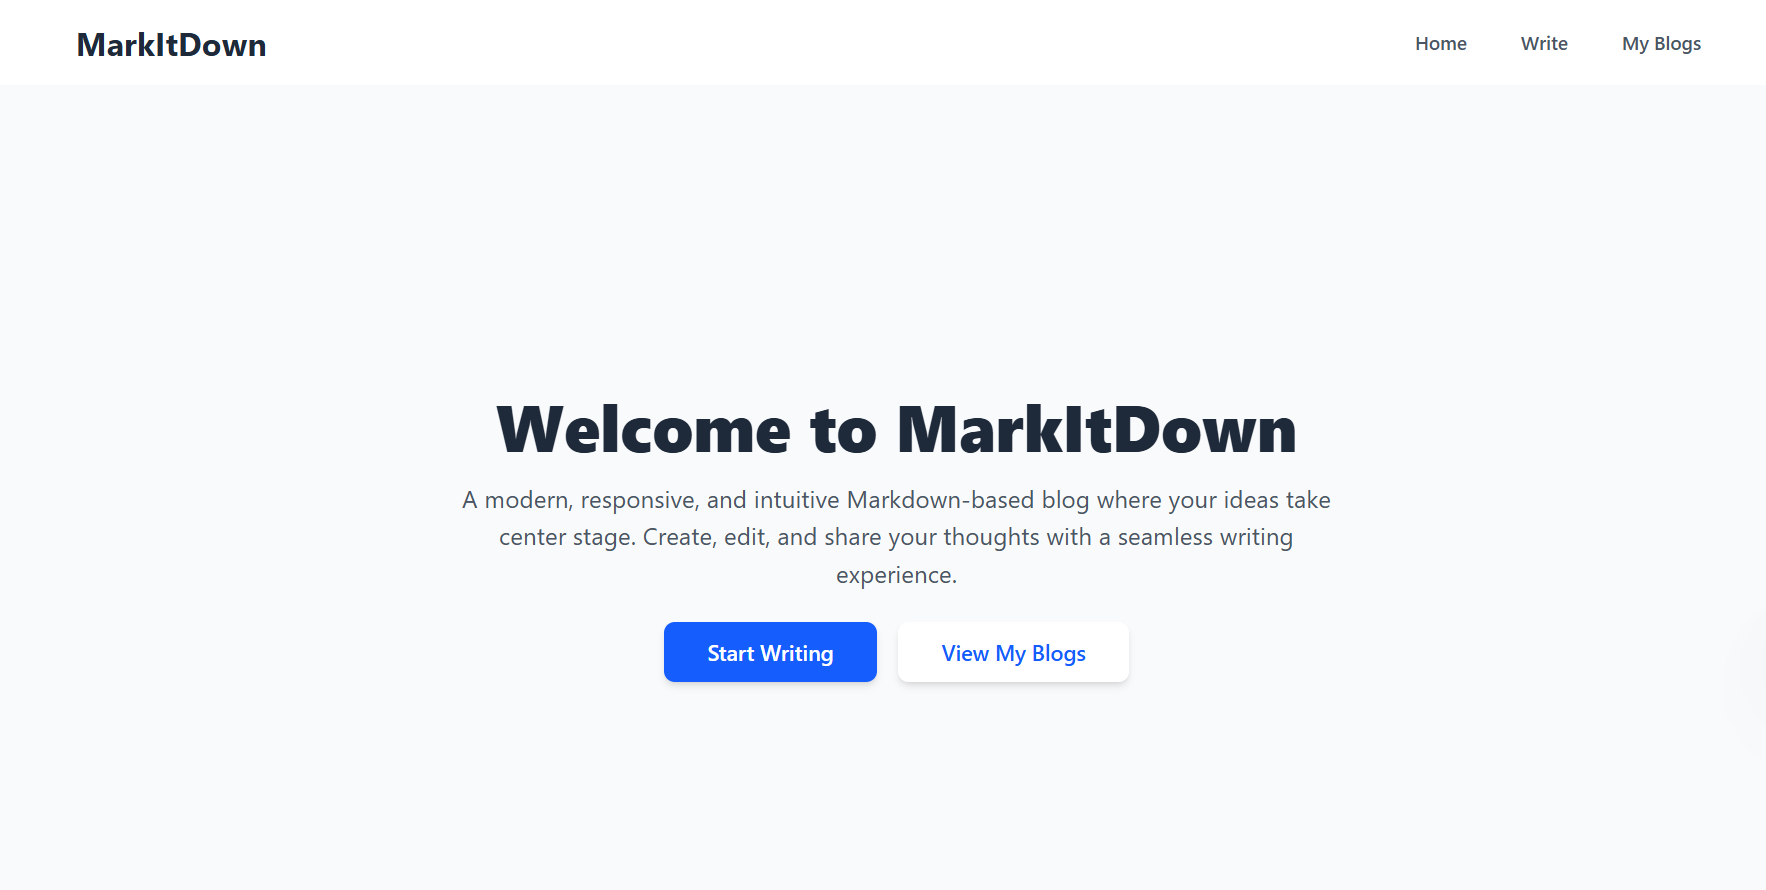 MarkItDown
Home
Write
My Blogs
Welcome to MarkItDown
A modern, responsive, and intuitive Markdown-based blog where your ideas take
center stage. Create, edit, and share your thoughts with a seamless writing
experience.
Start Writing
View My Blogs